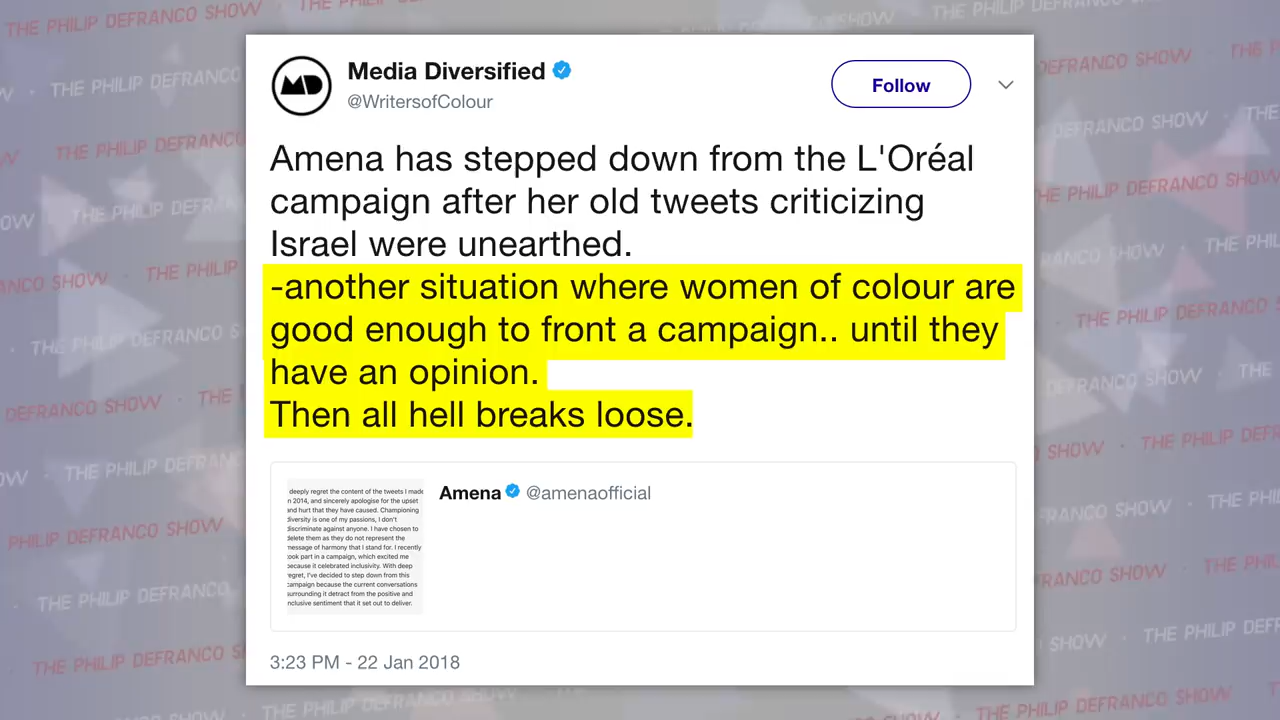 Media Diversified
@WritersofColour
Follow
Amena has stepped down from the L'Oréal
campaign after her old tweets criticizing
Israel were unearthed.
-another situation where women of colour are
good enough to front a campaign.. until they
have an opinion.
Then all hell breaks loose.
Amena @amenaofficial
deeply regret the content of the tweets I made
n 2014, and sincerely apologise for the upset
and hurt that they have caused. Championing
diversity is one of my passions, I don't
discriminate against anyone. I have chosen to
delete them as they do not represent the
message of harmony that I stand for. I recently
ook part in a campaign, which excited me
because it celebrated inclusivity. With deep
regret, I've decided to step down from this
campaign because the current conversations
surrounding it detract from the positive and
nclusive sentiment that it set out to deliver.
3:23 PM - 22 Jan 2018
THE PHILIP DEFRANCO SHOW